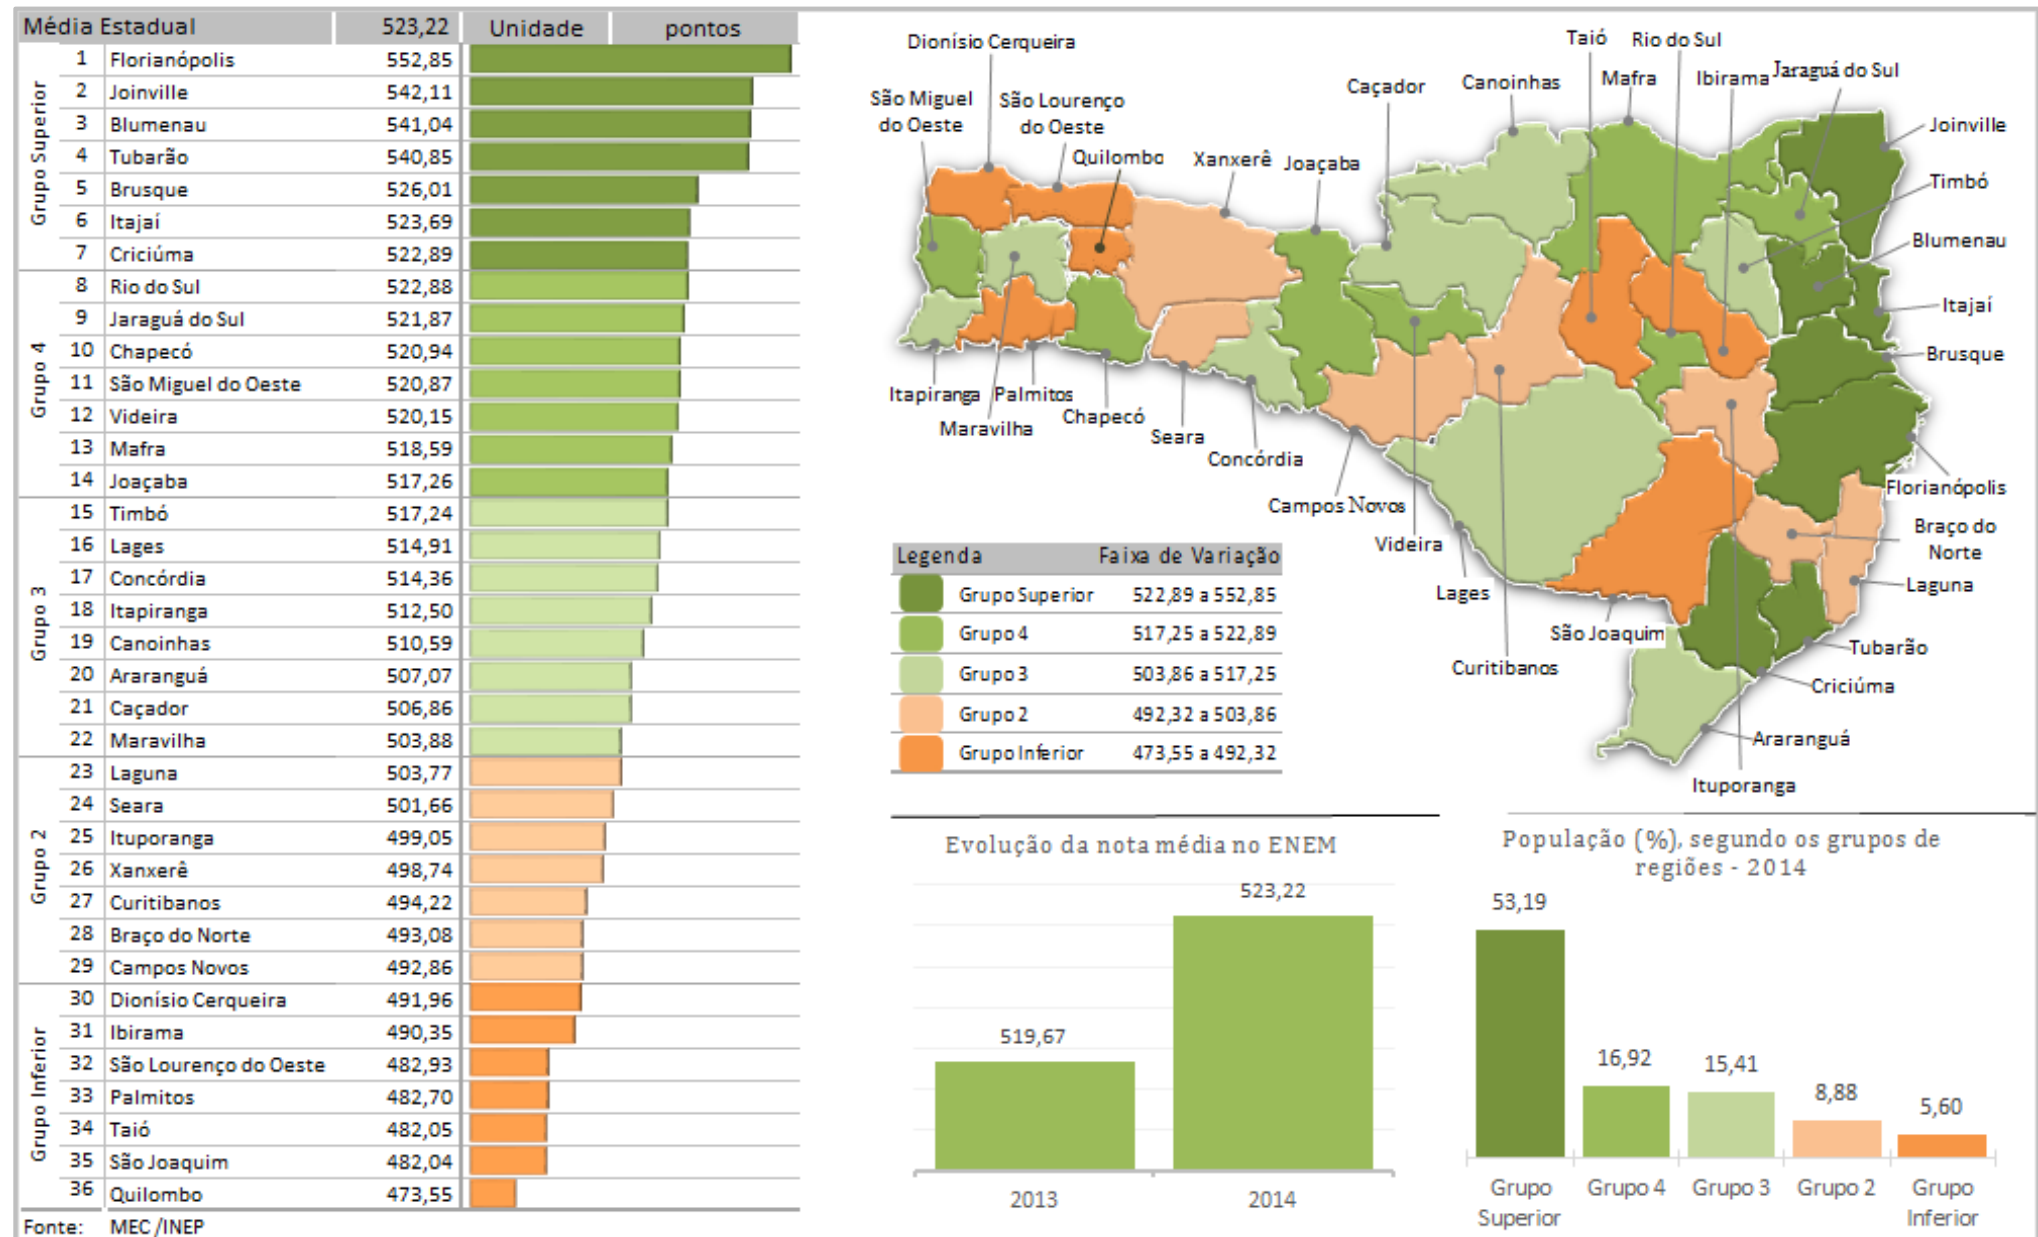 Média Estadual 523,22 Unidade pontos
Grupo Superior
1 Florianópolis 552,85
2 Joinville 542,11
3 Blumenau 541,04
4 Tubarão 540,85
5 Brusque 526,01
6 Itajaí 523,69
7 Criciúma 522,89
Grupo 4
8 Rio do Sul 522,88
9 Jaraguá do Sul 521,87
10 Chapecó 520,94
11 São Miguel do Oeste 520,87
12 Videira 520,15
13 Mafra 518,59
14 Joaçaba 517,26
Grupo 3
15 Timbó 517,24
16 Lages 514,91
17 Concórdia 514,36
18 Itapiranga 512,50
19 Canoinhas 510,59
20 Araranguá 507,07
21 Caçador 506,86
22 Maravilha 503,88
Grupo 2
23 Laguna 503,77
24 Seara 501,66
25 Ituporanga 499,05
26 Xanxerê 498,74
27 Curitibanos 494,22
28 Braço do Norte 493,08
29 Campos Novos 492,86
Grupo Inferior
30 Dionísio Cerqueira 491,96
31 Ibirama 490,35
32 São Lourenço do Oeste 482,93
33 Palmitos 482,70
34 Taió 482,05
35 São Joaquim 482,04
36 Quilombo 473,55
Fonte: MEC /INEP
Dionísio Cerqueira
Taió
Rio do Sul
São Miguel
do Oeste
São Lourenço
do Oeste
Quilombo
Xanxerê
Joaçaba
Caçador
Canoinhas
Mafra
Ibirama
Jaraguá do Sul
Joinville
Timbó
Blumenau
Itajaí
Brusque
Florianópolis
Braço do
Norte
Laguna
Tubarão
Criciúma
Araranguá
Ituporanga
Itapiranga
Palmitos
Maravilha
Chapecó
Seara
Concórdia
Campos Novos
Videira
Lages
São Joaquim
Curitibanos
Legenda Faixa de Variação
Grupo Superior 522,89 a 552,85
Grupo 4 517,25 a 522,89
Grupo 3 503,86 a 517,25
Grupo 2 492,32 a 503,86
Grupo Inferior 473,55 a 492,32
Evolução da nota média no ENEM
523,22
519,67
2013 2014
População (%), segundo os grupos de
regiões - 2014
53,19
16,92
15,41
8,88
5,60
Grupo
Superior
Grupo 4
Grupo 3
Grupo 2
Grupo
Inferior